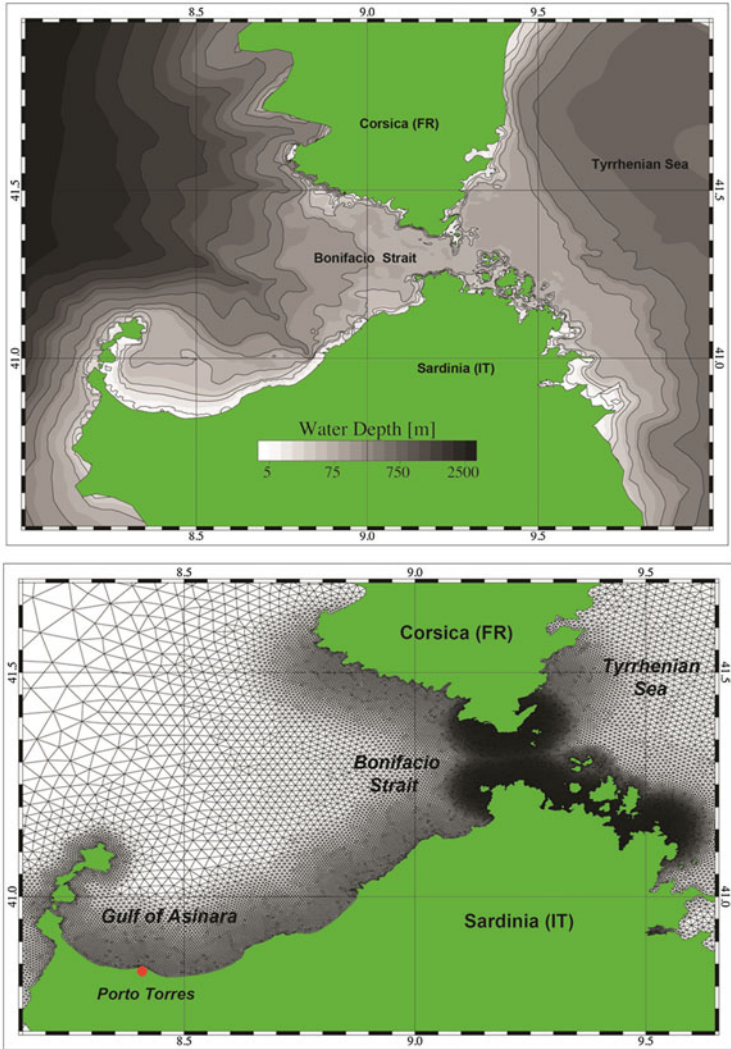 8.5 9.0 9.5
Corsica (FR)
Tyrrhenian Sea
41.5 41.5
Bonifacio Strait
41.0 41.0
Sardinia (IT)
Water Depth [m]
5 75 750 2500
8.5 9.0 9.5
8.5 9.0 9.5
Corsica (FR)
41.5 41.5
Tyrrhenian
Sea
Bonifacio
Strait
41.0 41.0
Gulf of Asinara
Sardinia (IT)
Porto Torres
8.5 9.0 9.5